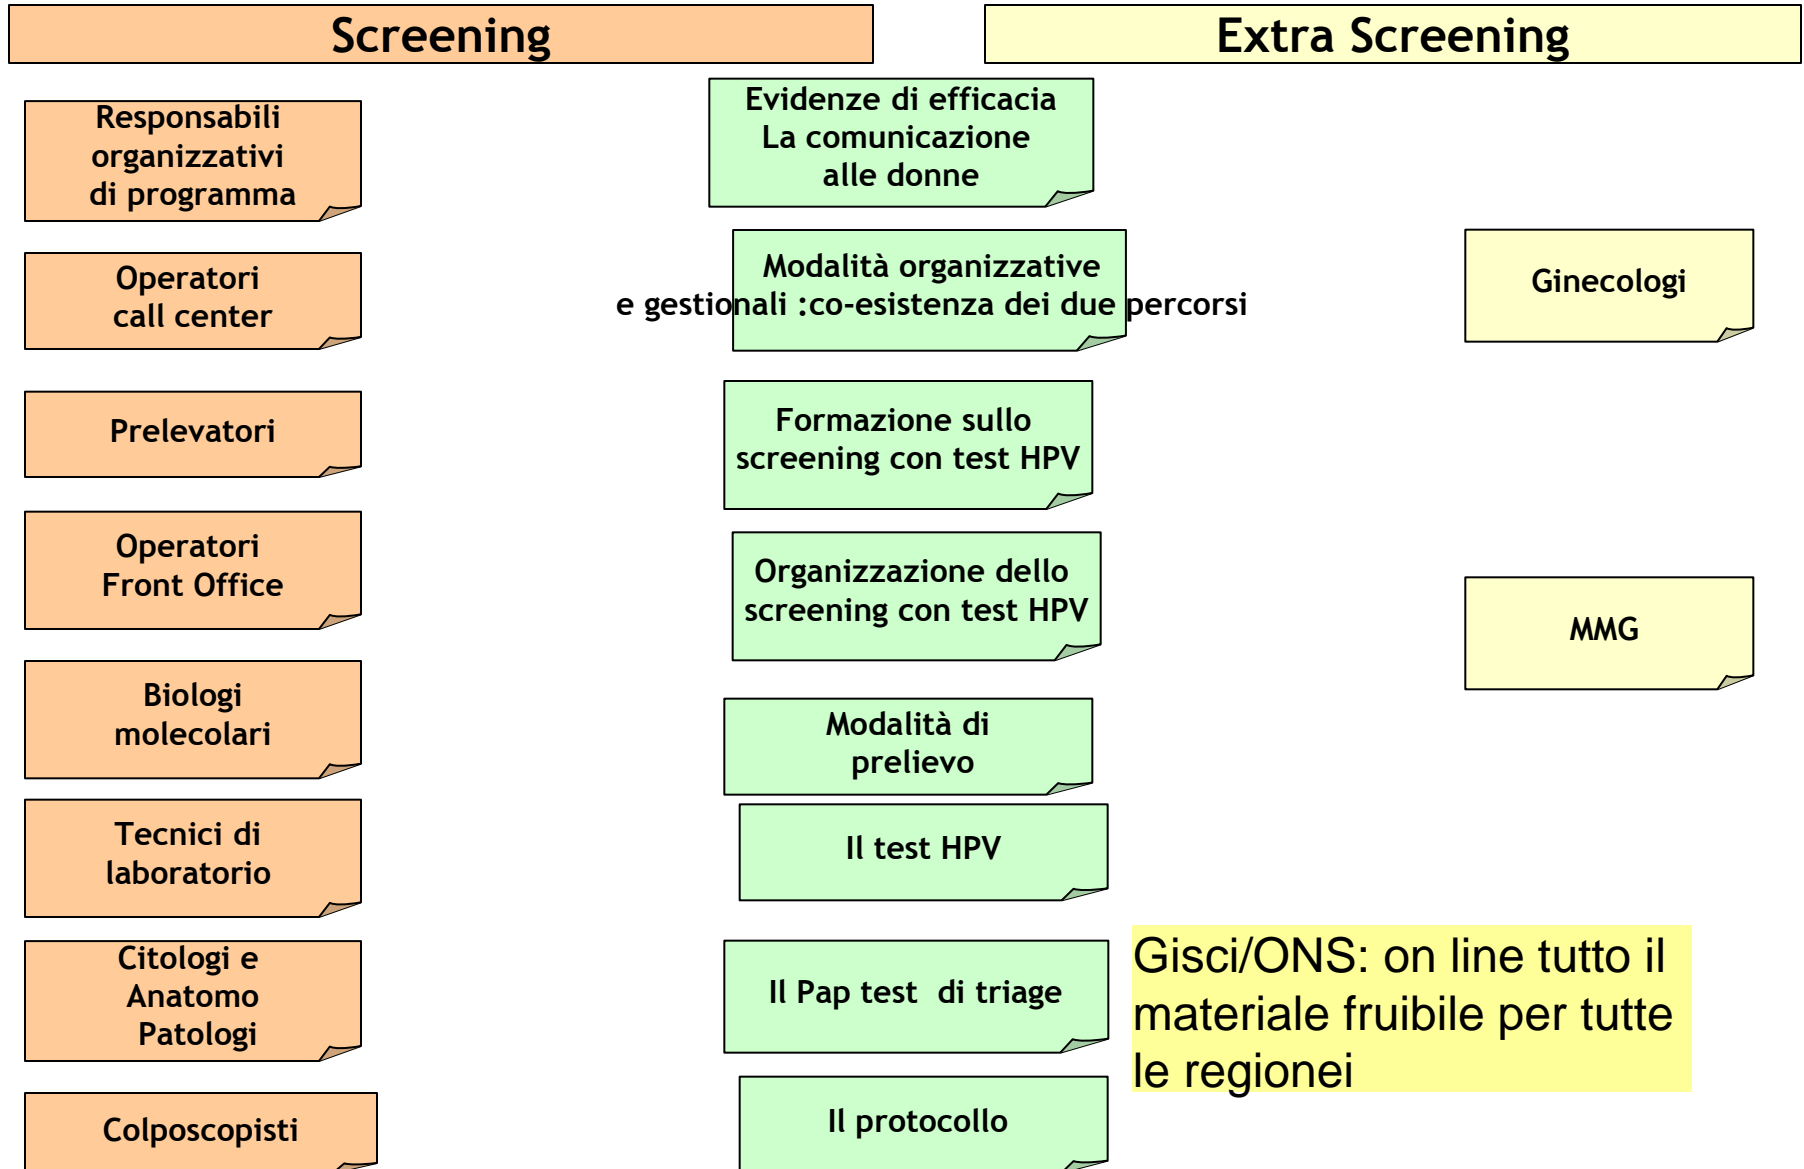 Screening
Extra Screening
Responsabili
organizzativi
di programma
Operatori
call center
Prelevatori
Operatori
Front Office
Biologi
molecolari
Tecnici di
laboratorio
Citologi e
Anatomo
Patologi
Colposcopisti
Evidenze di efficacia
La comunicazione
alle donne
Modalità organizzative
e gestionali :co-esistenza dei due percorsi
Formazione sullo
screening con test HPV
Organizzazione dello
screening con test HPV
Modalità di
prelievo
Il test HPV
Il Pap test di triage
Il protocollo
Ginecologi
MMG
Gisci/ONS: on line tutto il
materiale fruibile per tutte
le regionei